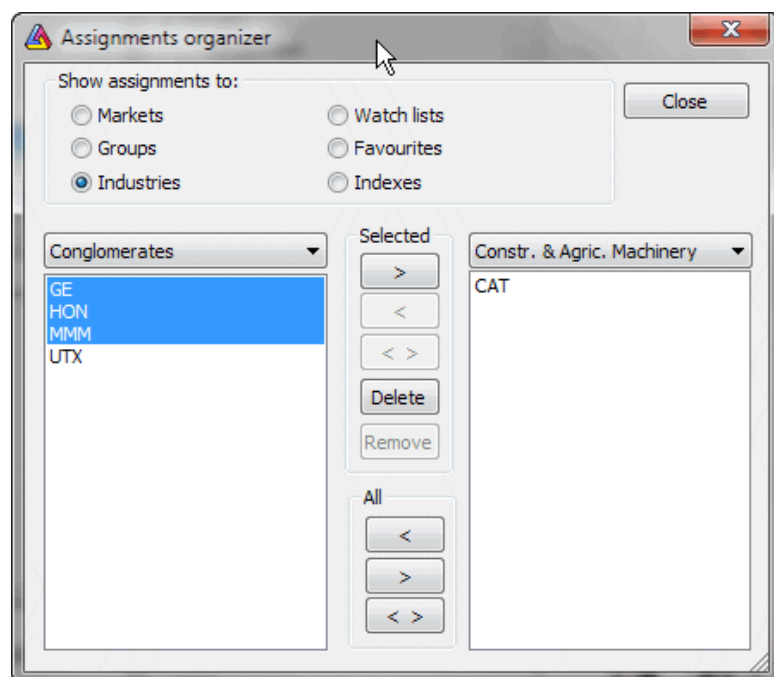 Assignments organizer
Show assignments to:
Markets
Watch lists
Groups
Favourites
Industries
Indexes
Close
Conglomerates
Selected
Constr. & Agric. Machinery
GE
HON
MMM
UTX
>
<
< >
Delete
Remove
CAT
All
<
>
< >